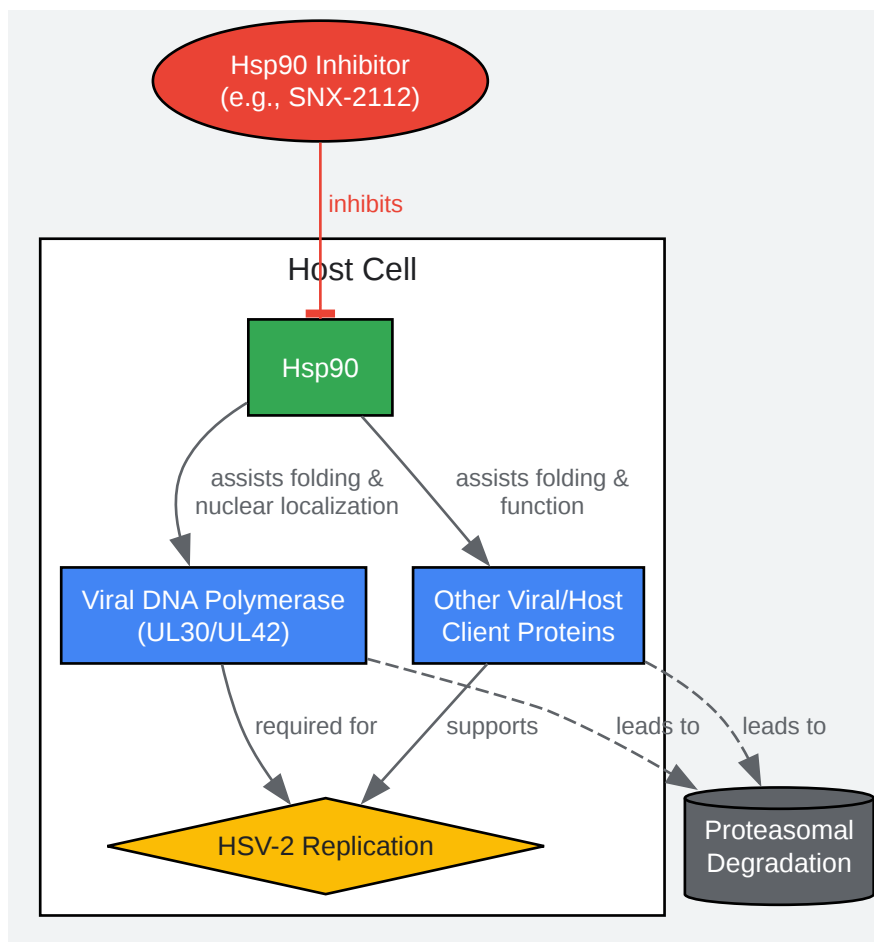 Hsp90 Inhibitor
(e.g., SNX-2112)
inhibits
Host Cell
Hsp90
assists folding &
nuclear localization
assists folding &
function
Viral DNA Polymerase
(UL30/UL42)
Other Viral/Host
Client Proteins
required for
supports
leads to
leads to
HSV-2 Replication
Proteasomal
Degradation